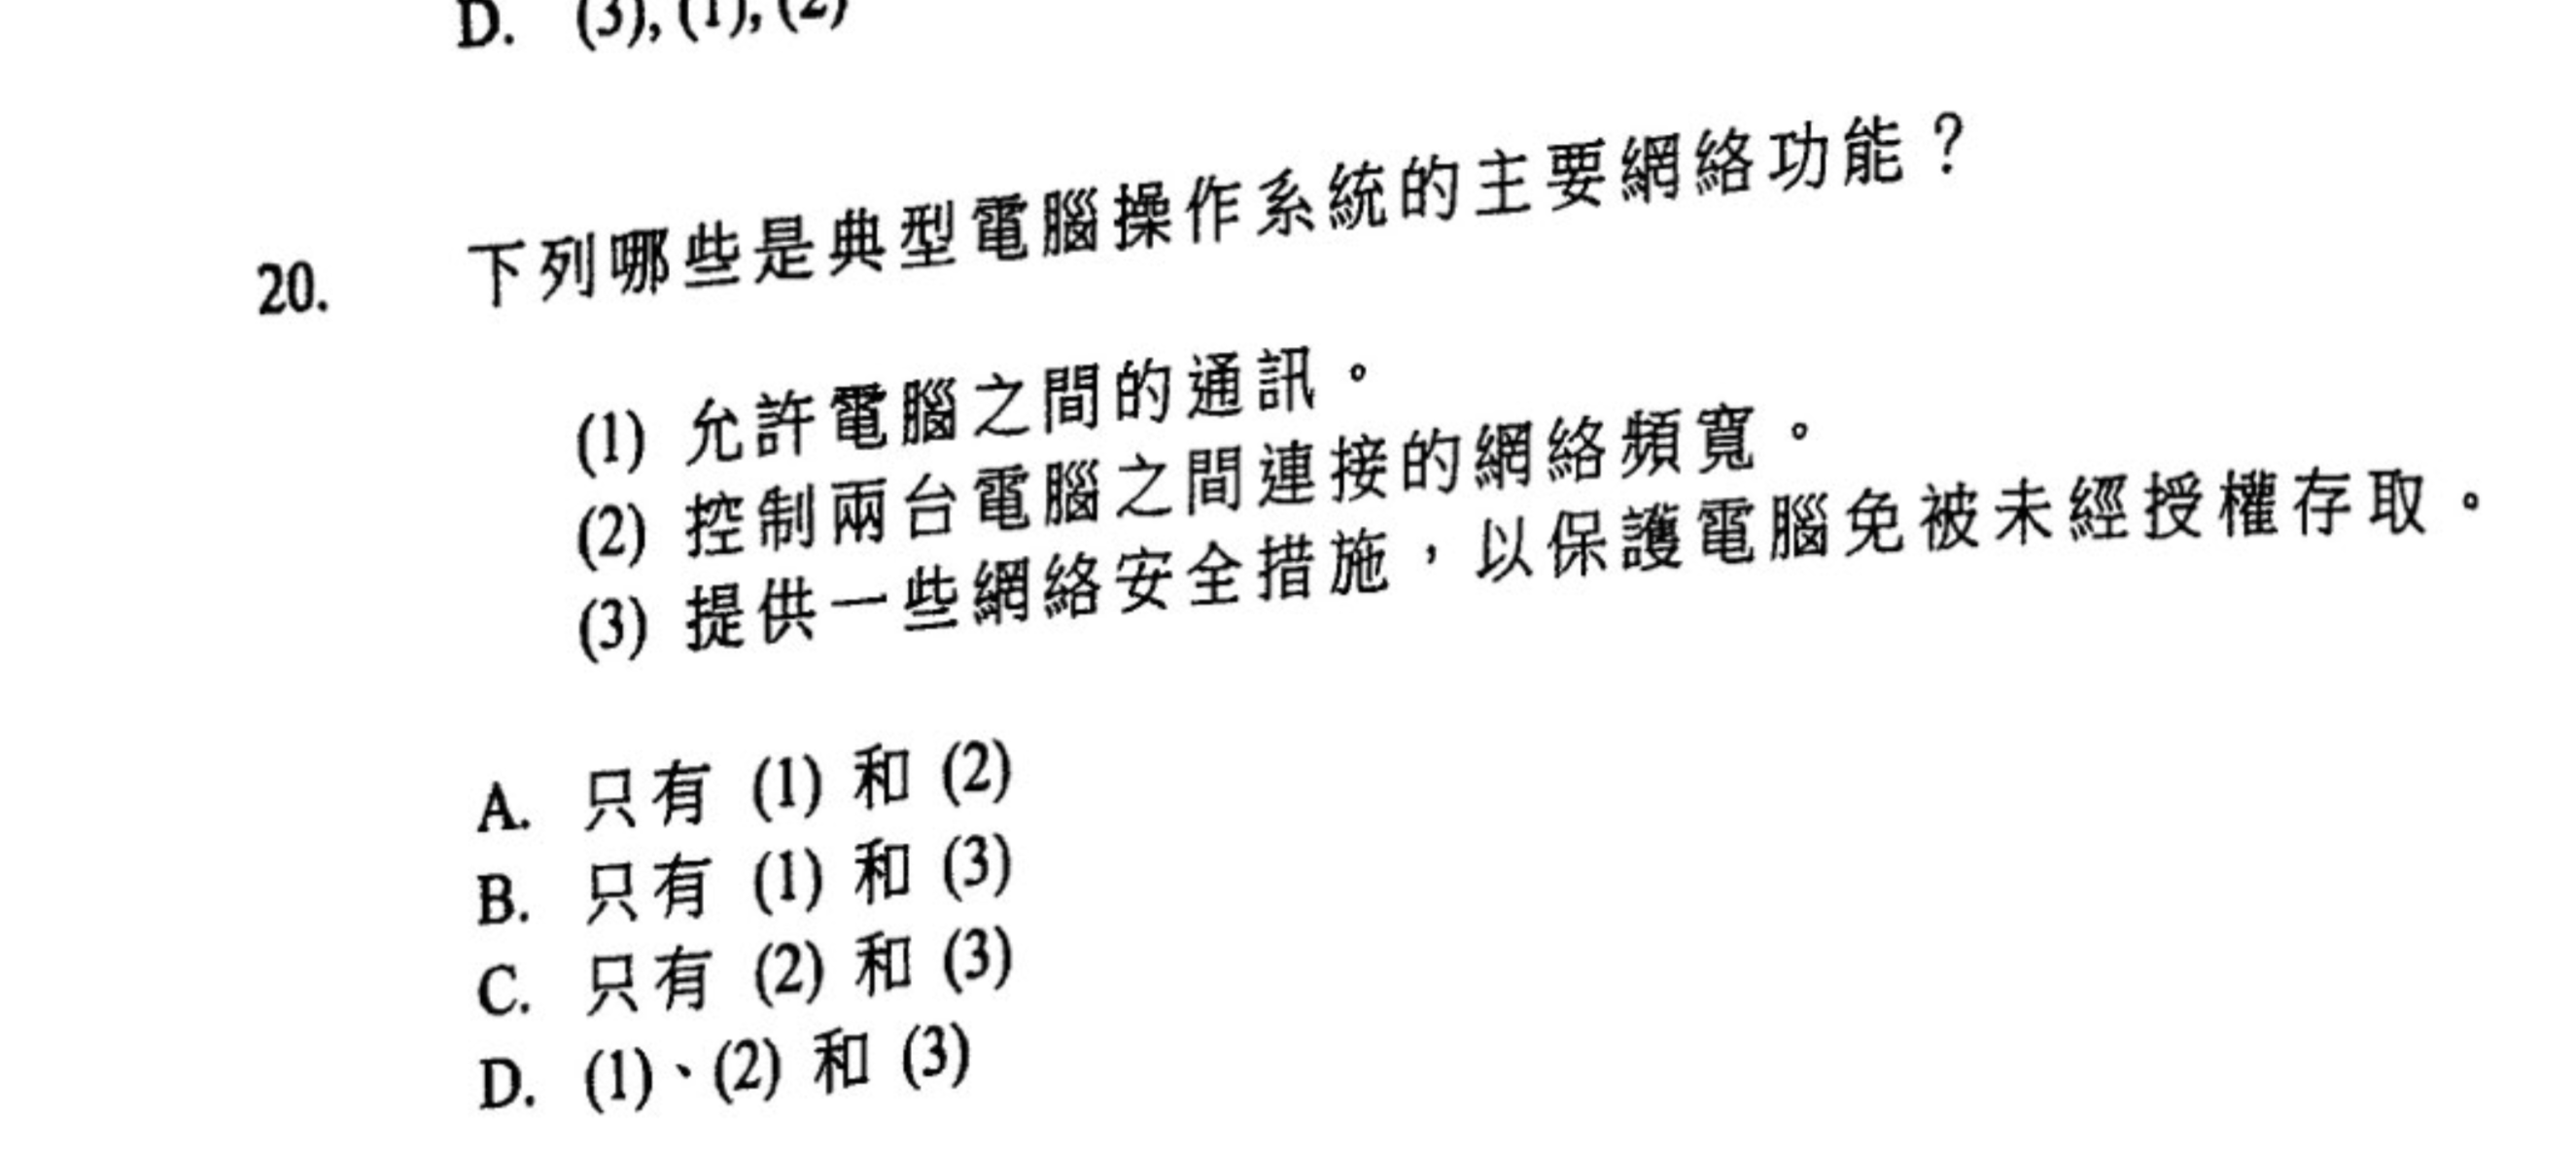 D. (3), (1), (2)
20. 下列哪些是典型電腦操作系統的主要網絡功能？
(1) 允許電腦之間的通訊。
(2) 控制兩台電腦之間連接的網絡頻寬。
(3) 提供一些網絡安全措施，以保護電腦免被未經授權存取。
A. 只有 (1) 和 (2)
B. 只有 (1) 和 (3)
C. 只有 (2) 和 (3)
D. (1)、(2) 和 (3)